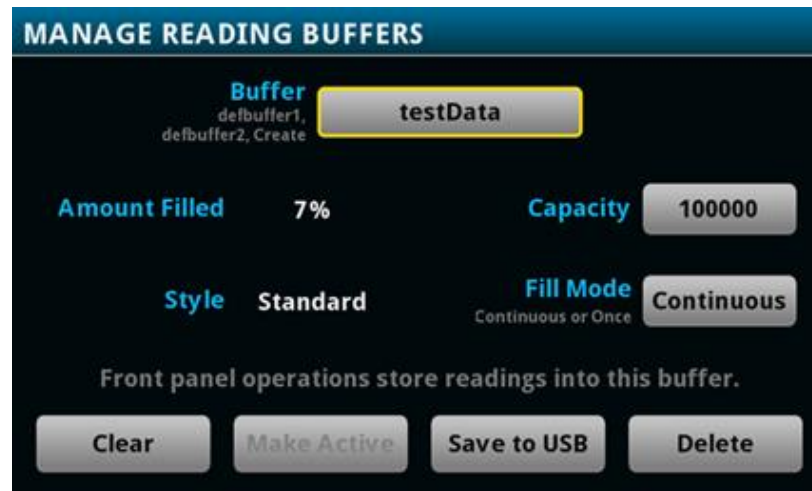 MANAGE READING BUFFERS
Buffer
defbuffer1,
defbuffer2, Create
testData
Amount Filled 7% Capacity 100000
Style Standard Fill Mode Continuous
Continuous or Once
Front panel operations store readings into this buffer.
Clear Make Active Save to USB Delete